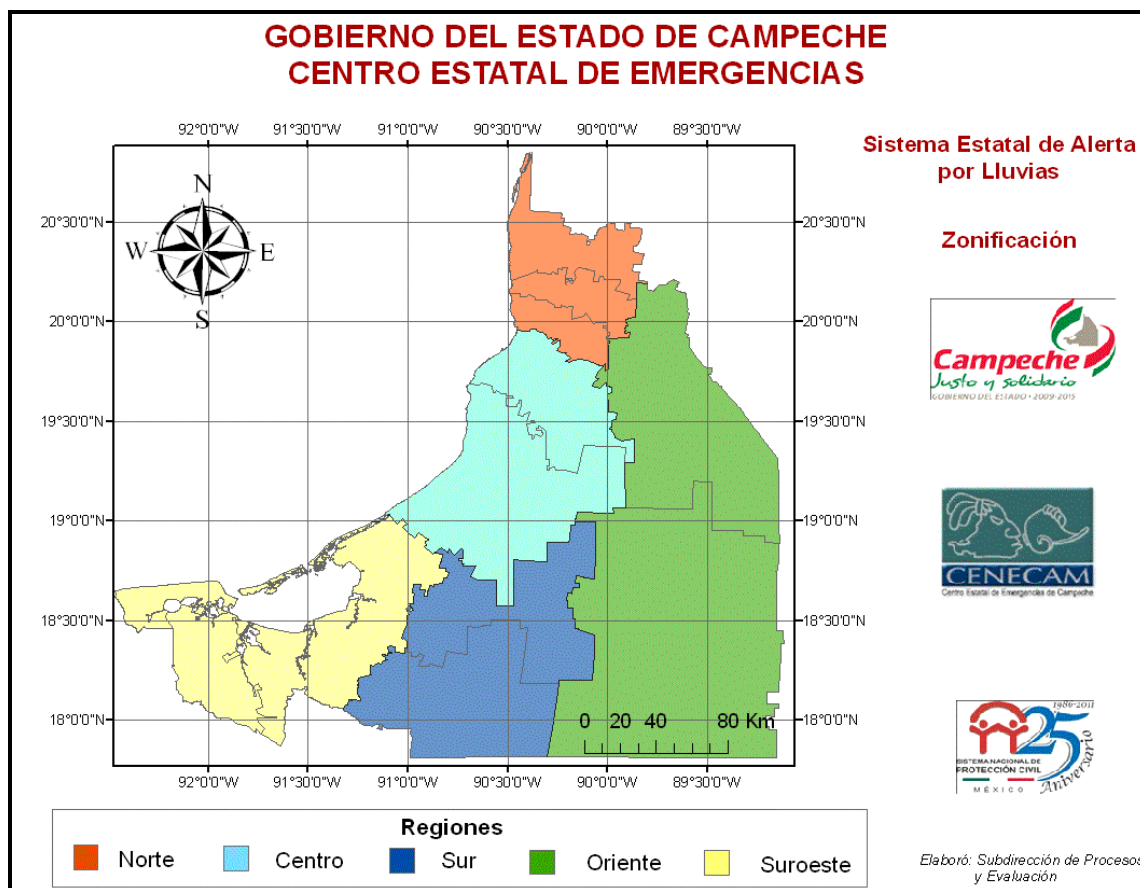 GOBIERNO DEL ESTADO DE CAMPECHE
CENTRO ESTATAL DE EMERGENCIAS
92°0'0"W 91°30'0"W 91°0'0"W 90°30'0"W 90°0'0"W 89°30'0"W
N
W E
S
20°30'0"N 20°30'0"N
20°0'0"N 20°0'0"N
19°30'0"N 19°30'0"N
19°0'0"N 19°0'0"N
18°30'0"N 18°30'0"N
18°0'0"N 18°0'0"N
0 20 40 80 Km
92°0'0"W 91°30'0"W 91°0'0"W 90°30'0"W 90°0'0"W 89°30'0"W
Sistema Estatal de Alerta
por Lluvias
Zonificación
Campeche
Justo y solidario
GOBIERNO DEL ESTADO • 2009-2015
CENECAM
Centro Estatal de Emergencias de Campeche
1986-2011
25
Aniversario
SISTEMA NACIONAL DE
PROTECCIÓN CIVIL
MÉXICO
Regiones
Norte Centro Sur Oriente Suroeste
Elaboró: Subdirección de Procesos
y Evaluación